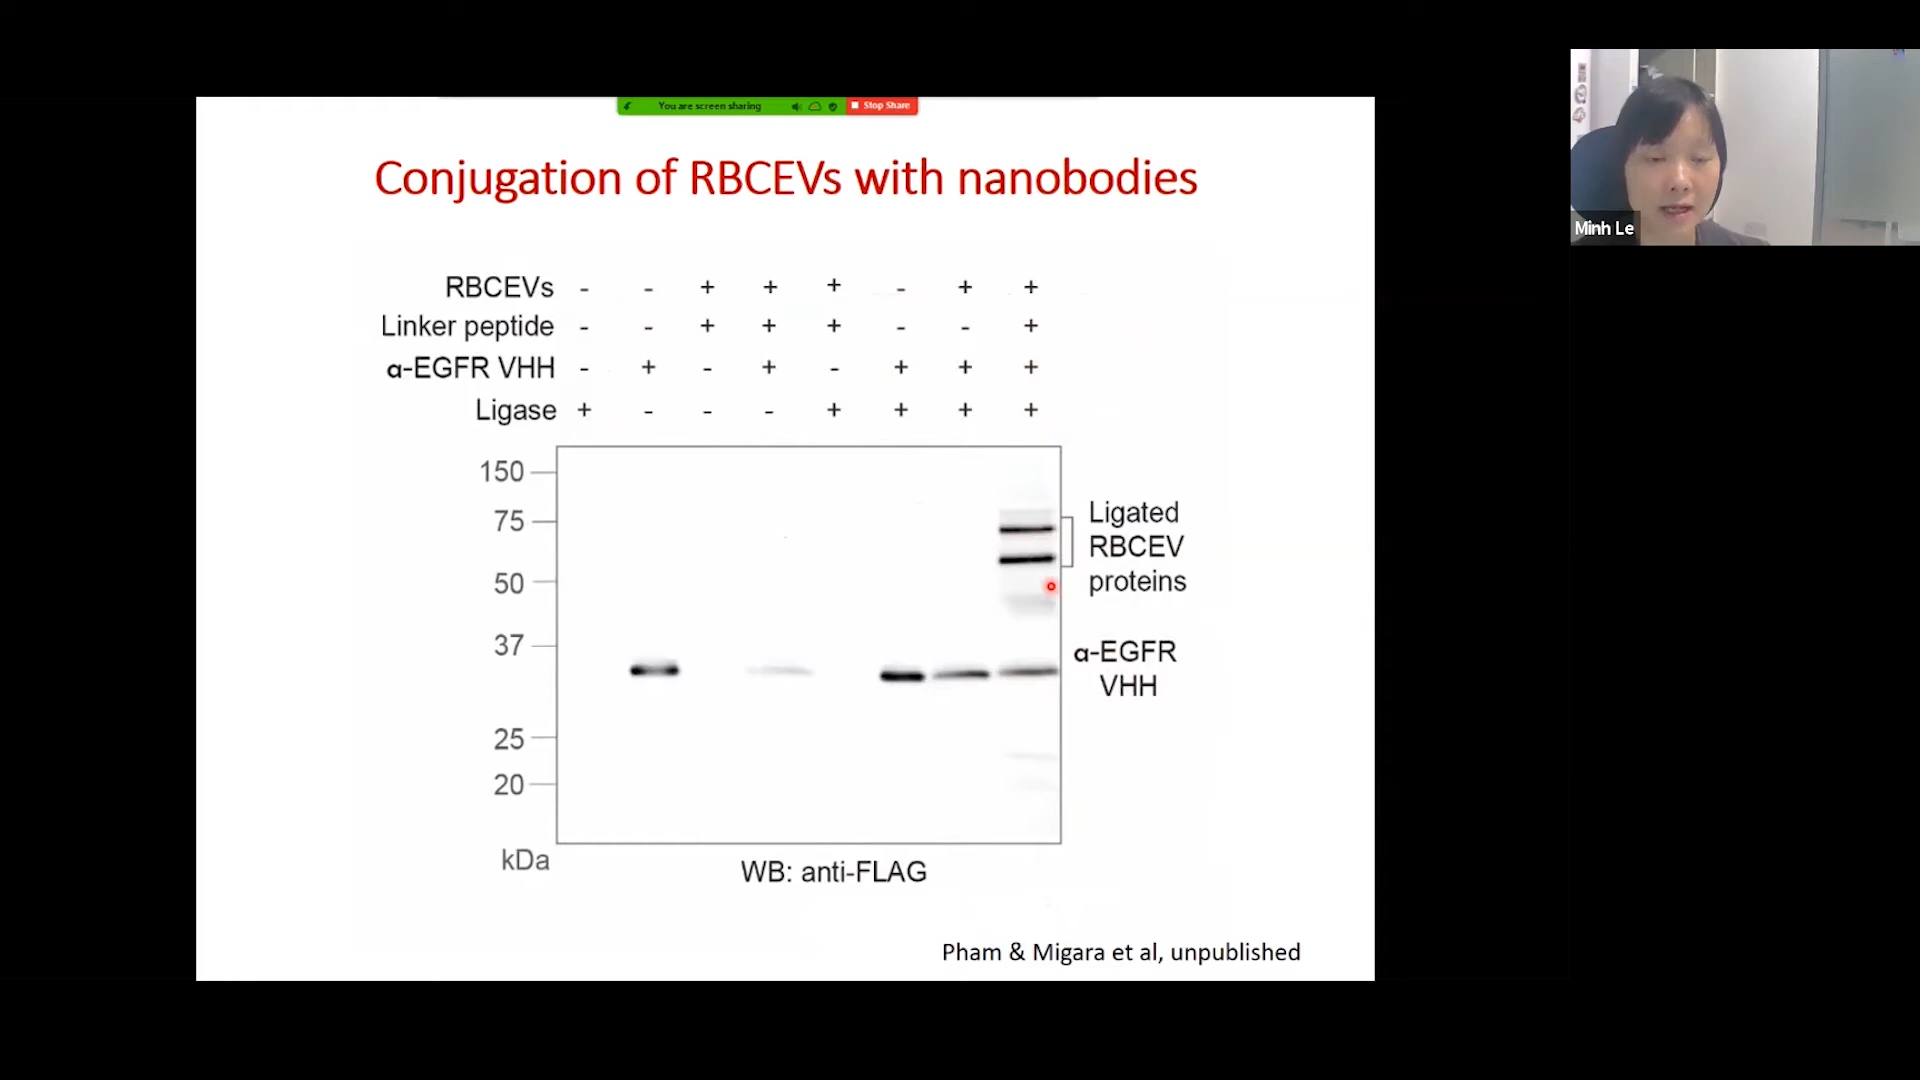 You are screen sharing
Stop Share
Conjugation of RBCEVs with nanobodies
RBCEVs - - + + + - + +
Linker peptide - - + + + - - +
α-EGFR VHH - + - + - + + +
Ligase + - - - + + + +
150
75
50
37
25
20
kDa
Ligated
RBCEV
proteins
α-EGFR
VHH
WB: anti-FLAG
Pham & Migara et al, unpublished
Minh Le